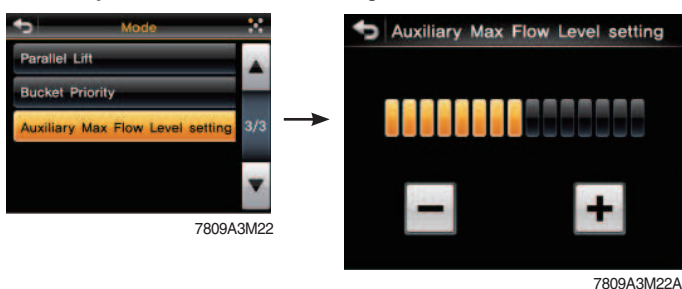 Mode
Parallel Lift
Bucket Priority
Auxiliary Max Flow Level setting
3/3
7809A3M22
Auxiliary Max Flow Level setting
7809A3M22A